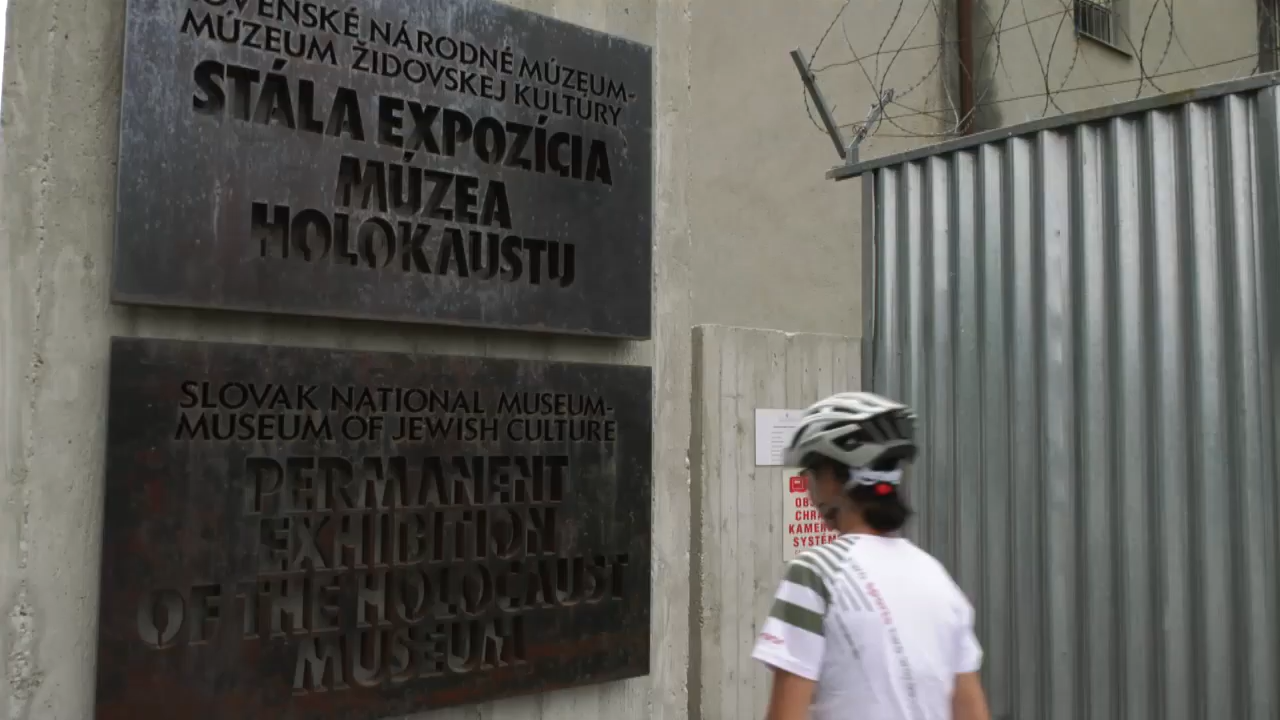 SLOVENSKÉ NÁRODNÉ MÚZEUM-
MÚZEUM ŽIDOVSKEJ KULTÚRY
STÁLA EXPOZÍCIA
MÚZEA
HOLOKAUSTU
SLOVAK NATIONAL MUSEUM-
MUSEUM OF JEWISH CULTURE
PERMANENT
EXHIBITION
OF THE HOLOCAUST
MUSEUM